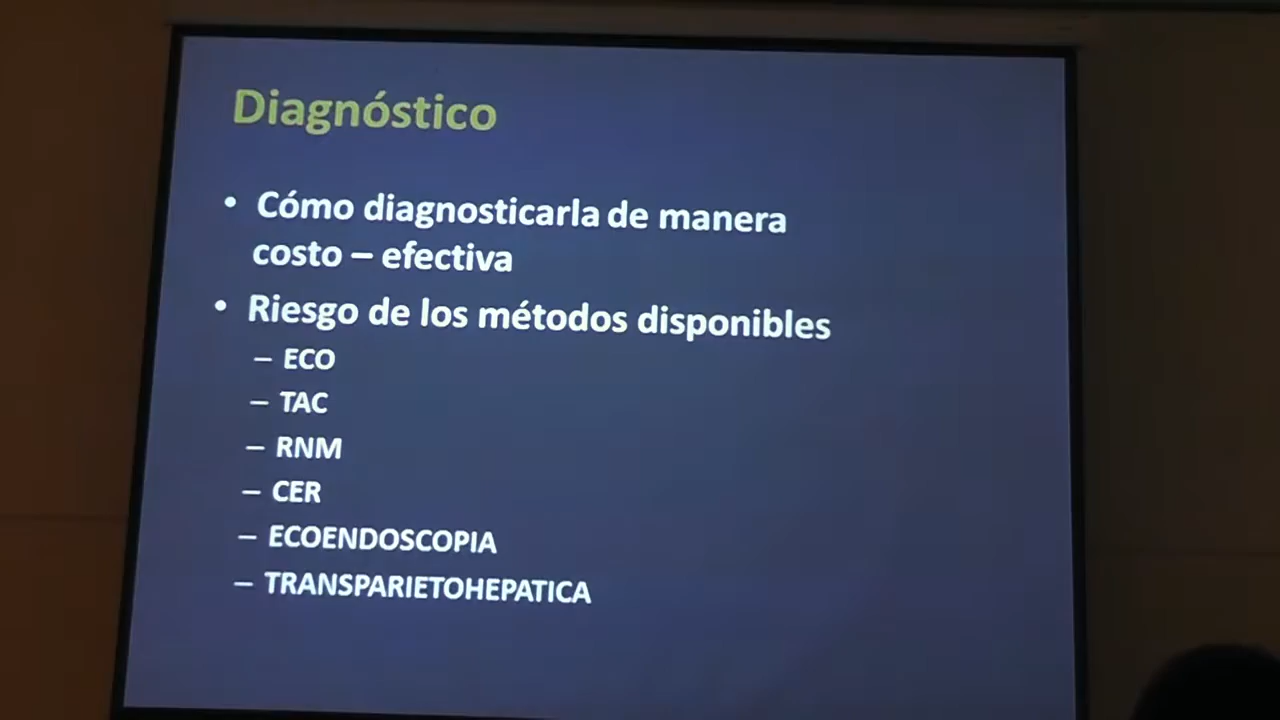 Diagnóstico
• Cómo diagnosticarla de manera
costo – efectiva
• Riesgo de los métodos disponibles
– ECO
– TAC
– RNM
– CER
– ECOENDOSCOPIA
– TRANSPARIETOHEPATICA